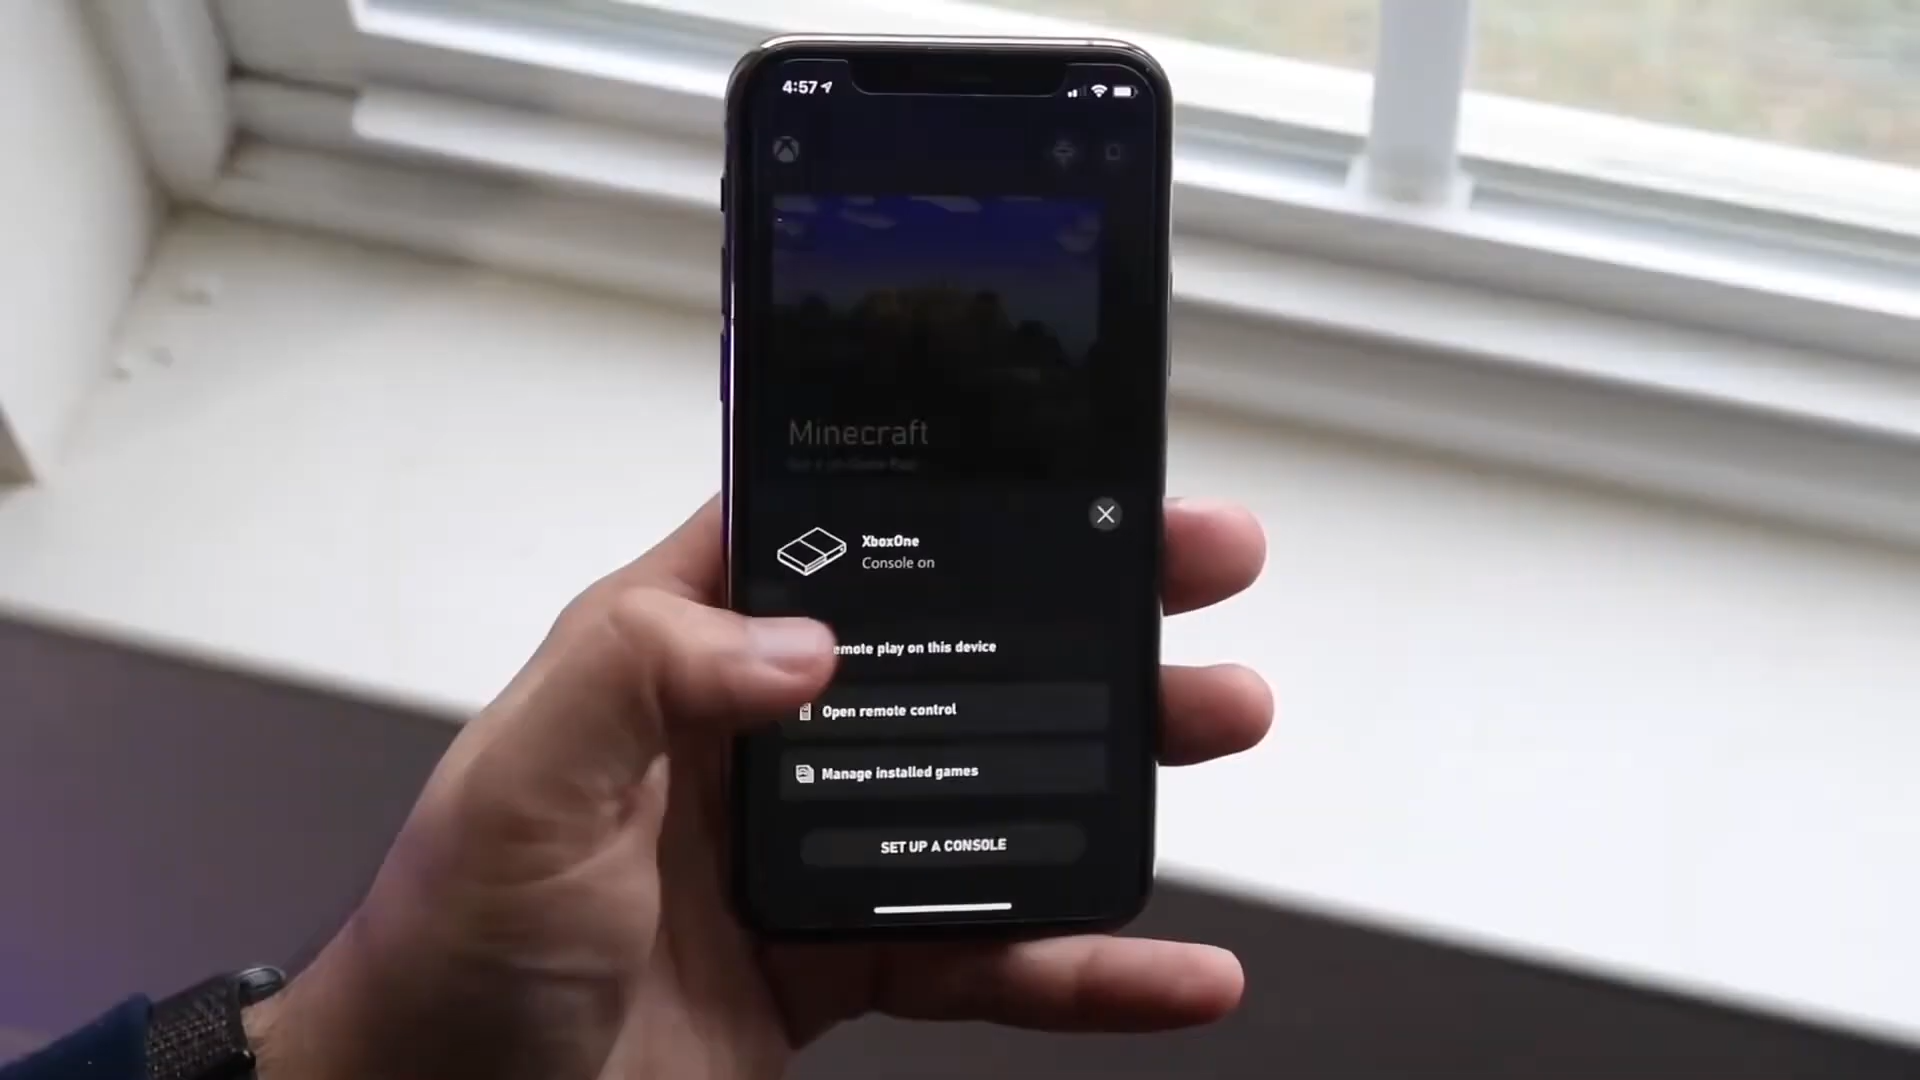 4:57
Minecraft
XboxOne
Console on
emote play on this device
Open remote control
Manage installed games
SET UP A CONSOLE